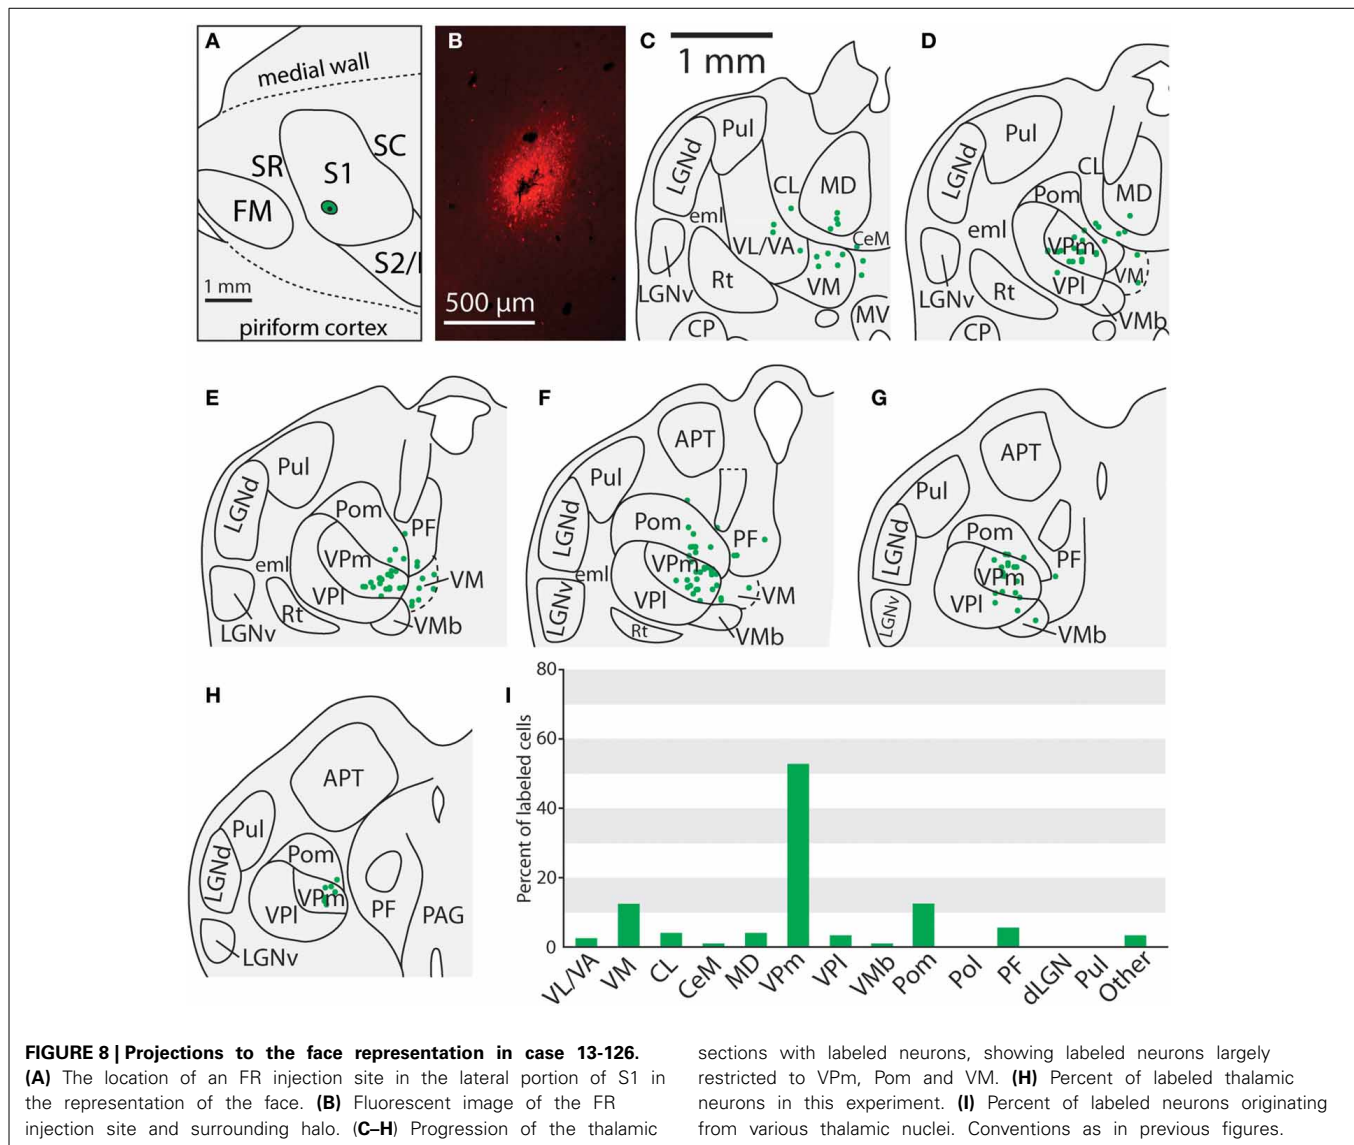 A
medial wall
SR
SC
S1
FM
S2/I
1 mm
piriform cortex
B
500 µm
C
1 mm
Pul
LGNd
CL
MD
eml
VL/VA
CeM
Rt
LGNv
VM
MV
CP
D
Pul
LGNd
CL
MD
Pom
eml
VPm
VPl
VM
LGNv
Rt
VMb
CP
E
Pul
LGNd
Pom
PF
VPm
eml
VPl
VM
Rt
LGNv
VMb
F
APT
Pul
LGNd
Pom
PF
VPm
eml
LGNv
VPl
VM
Rt
VMb
G
APT
Pul
LGNd
Pom
PF
VPm
VPl
LGNv
VMb
H
APT
Pul
LGNd
Pom
VPm
VPl
PF
PAG
LGNv
I
Percent of labeled cells
80
60
40
20
0
VL/VA
VM
CL
CeM
MD
VPm
VPl
VMb
Pom
Pol
PF
dLGN
Pul
Other
FIGURE 8 | Projections to the face representation in case 13-126.
(A) The location of an FR injection site in the lateral portion of S1 in
the representation of the face. (B) Fluorescent image of the FR
injection site and surrounding halo. (C–H) Progression of the thalamic
sections with labeled neurons, showing labeled neurons largely
restricted to VPm, Pom and VM. (H) Percent of labeled thalamic
neurons in this experiment. (I) Percent of labeled neurons originating
from various thalamic nuclei. Conventions as in previous figures.